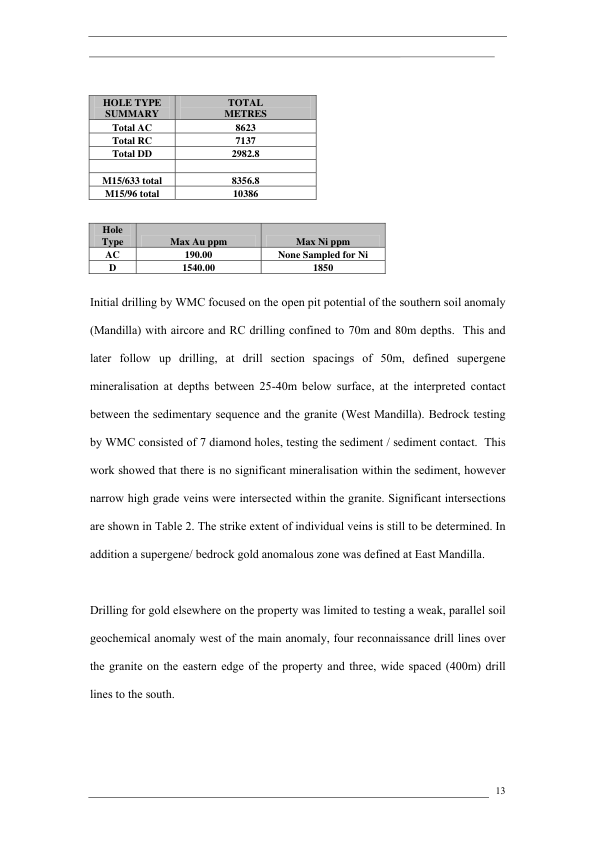 HOLE TYPE SUMMARY TOTAL METRES
Total AC 8623
Total RC 7137
Total DD 2982.8
M15/633 total 8356.8
M15/96 total 10386
Hole Type Max Au ppm Max Ni ppm
AC 190.00 None Sampled for Ni
D 1540.00 1850
Initial drilling by WMC focused on the open pit potential of the southern soil anomaly
(Mandilla) with aircore and RC drilling confined to 70m and 80m depths. This and
later follow up drilling, at drill section spacings of 50m, defined supergene
mineralisation at depths between 25-40m below surface, at the interpreted contact
between the sedimentary sequence and the granite (West Mandilla). Bedrock testing
by WMC consisted of 7 diamond holes, testing the sediment / sediment contact. This
work showed that there is no significant mineralisation within the sediment, however
narrow high grade veins were intersected within the granite. Significant intersections
are shown in Table 2. The strike extent of individual veins is still to be determined. In
addition a supergene/ bedrock gold anomalous zone was defined at East Mandilla.
Drilling for gold elsewhere on the property was limited to testing a weak, parallel soil
geochemical anomaly west of the main anomaly, four reconnaissance drill lines over
the granite on the eastern edge of the property and three, wide spaced (400m) drill
lines to the south.
13